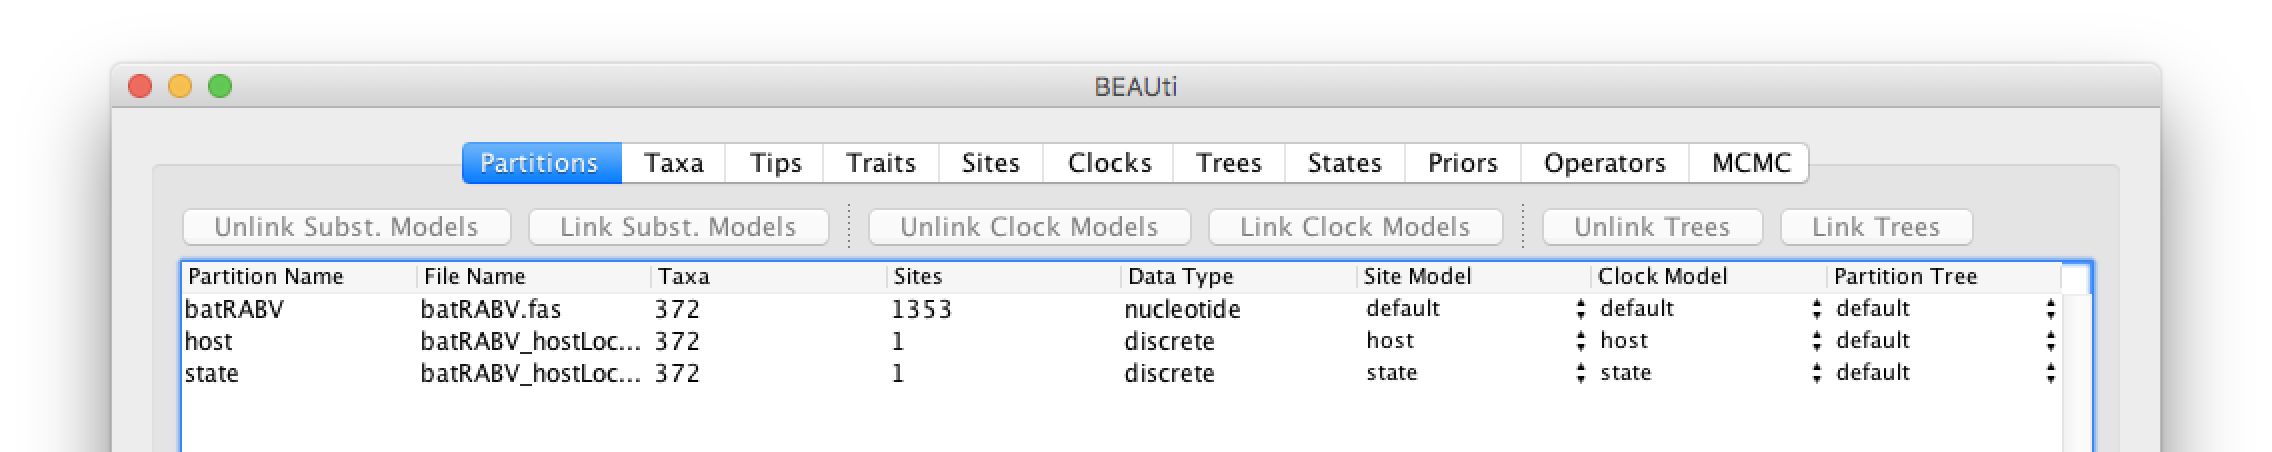 BEAUti
Partitions Taxa Tips Traits Sites Clocks Trees States Priors Operators MCMC
Unlink Subst. Models Link Subst. Models Unlink Clock Models Link Clock Models Unlink Trees Link Trees
Partition Name File Name Taxa Sites Data Type Site Model Clock Model Partition Tree
batRABV batRABV.fas 372 1353 nucleotide default default default
host batRABV_hostLoc... 372 1 discrete host host default
state batRABV_hostLoc... 372 1 discrete state state default